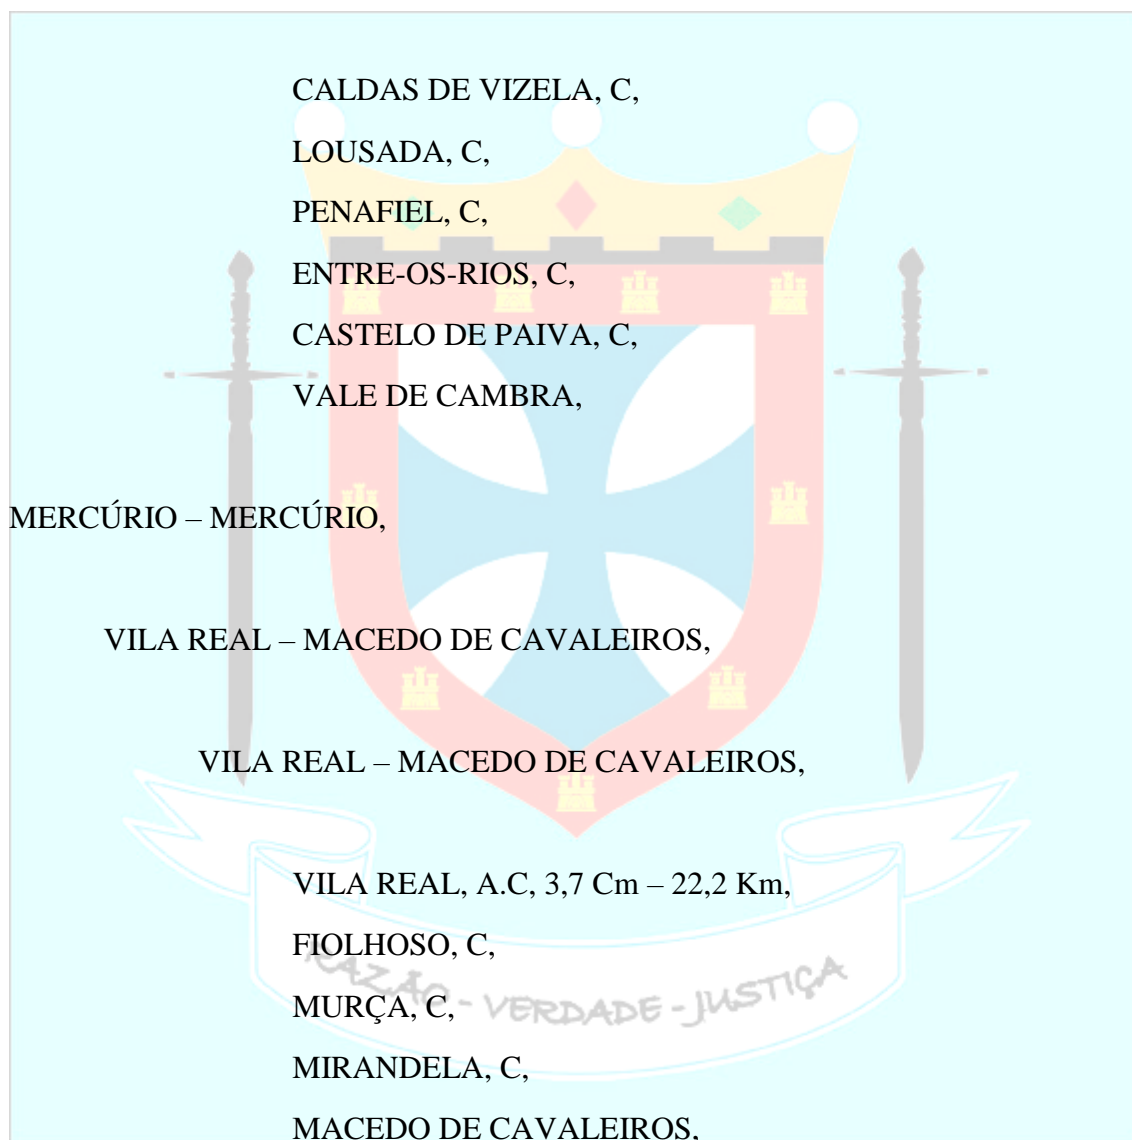 CALDAS DE VIZELA, C,
LOUSADA, C,
PENAFIEL, C,
ENTRE-OS-RIOS, C,
CASTELO DE PAIVA, C,
VALE DE CAMBRA,
MERCÚRIO – MERCÚRIO,
VILA REAL – MACEDO DE CAVALEIROS,
VILA REAL – MACEDO DE CAVALEIROS,
VILA REAL, A.C, 3,7 Cm – 22,2 Km,
FIOLHOSO, C,
RAZÃO - VERDADE - JUSTIÇA
MURÇA, C,
MIRANDELA, C,
MACEDO DE CAVALEIROS,